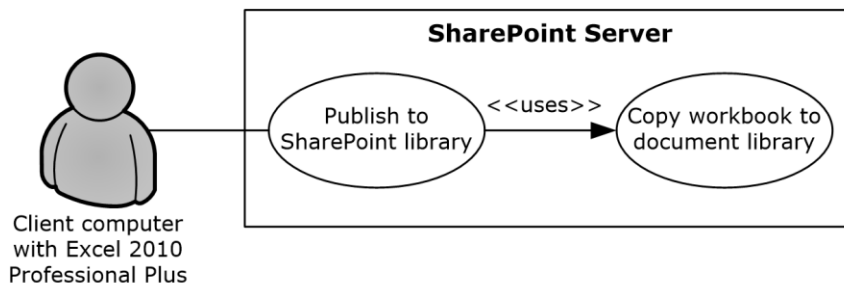 SharePoint Server
Publish to
SharePoint library
<<uses>>
Copy workbook to
document library
Client computer
with Excel 2010
Professional Plus